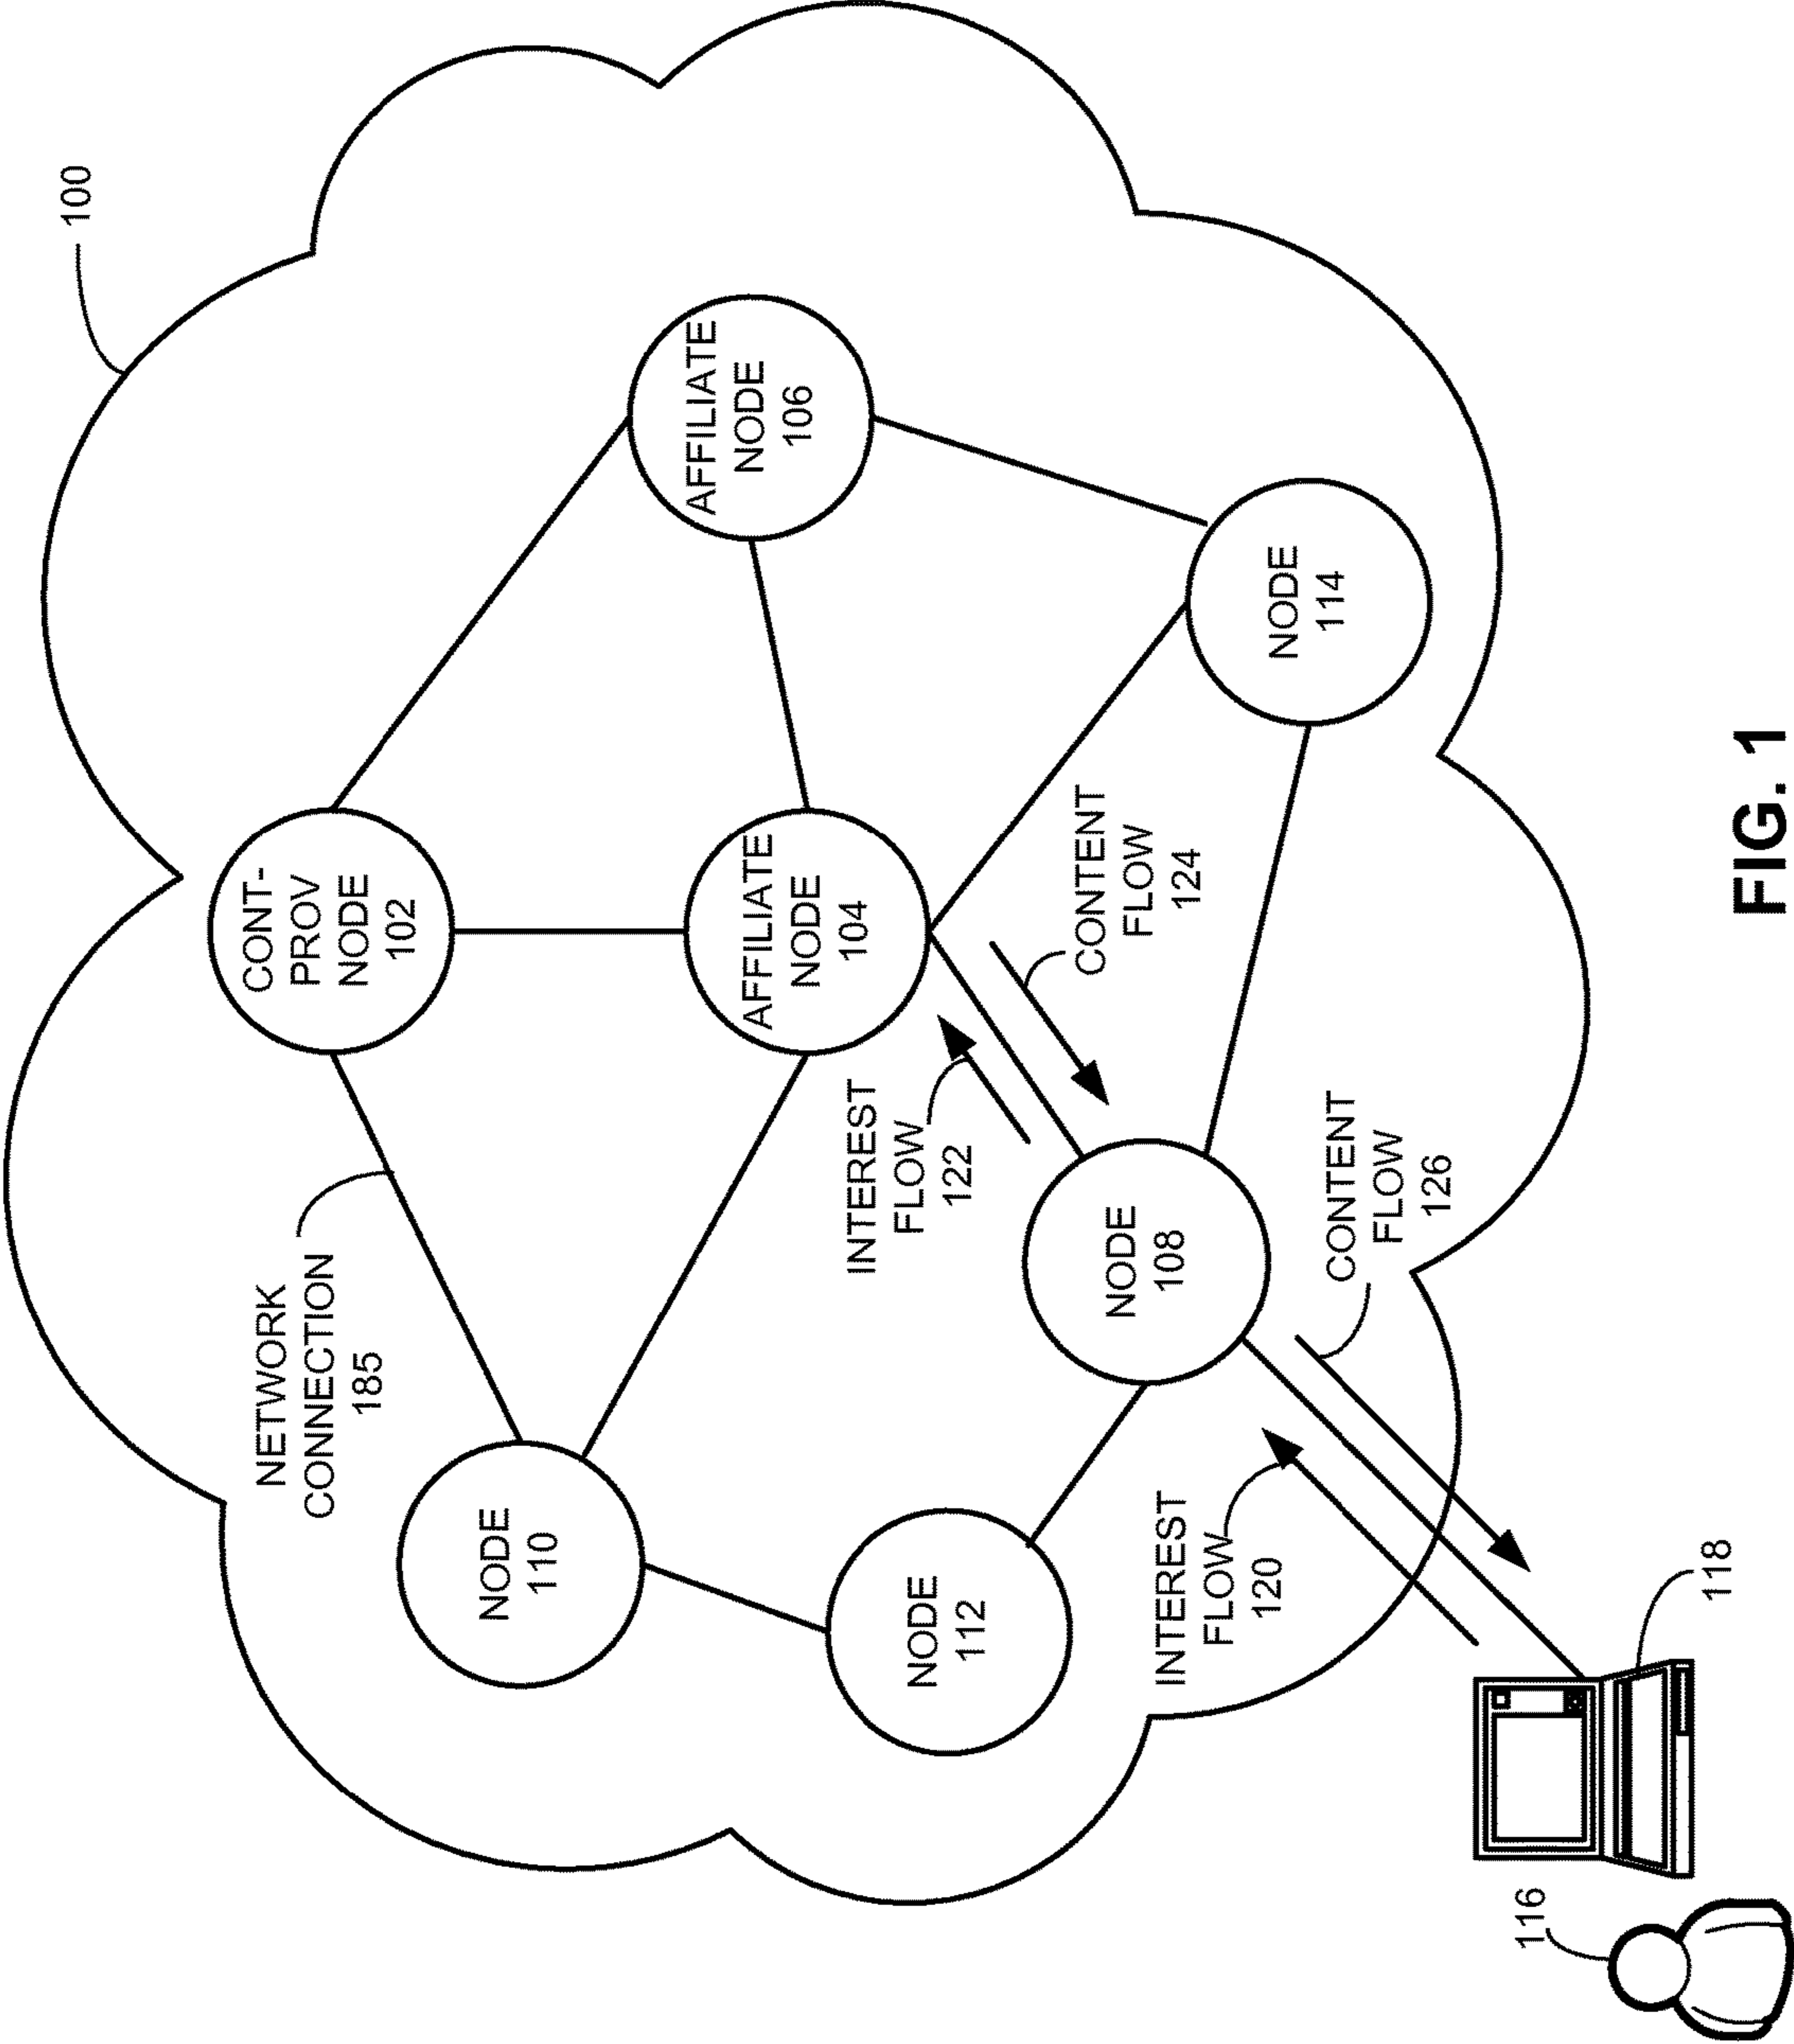 100
CONT-
PROV
NODE
102
NETWORK
CONNECTION
185
AFFILIATE
NODE
106
AFFILIATE
NODE
104
NODE
110
INTEREST
FLOW
122
CONTENT
FLOW
124
NODE
114
NODE
112
NODE
108
INTEREST
FLOW
120
CONTENT
FLOW
126
116
118
FIG. 1